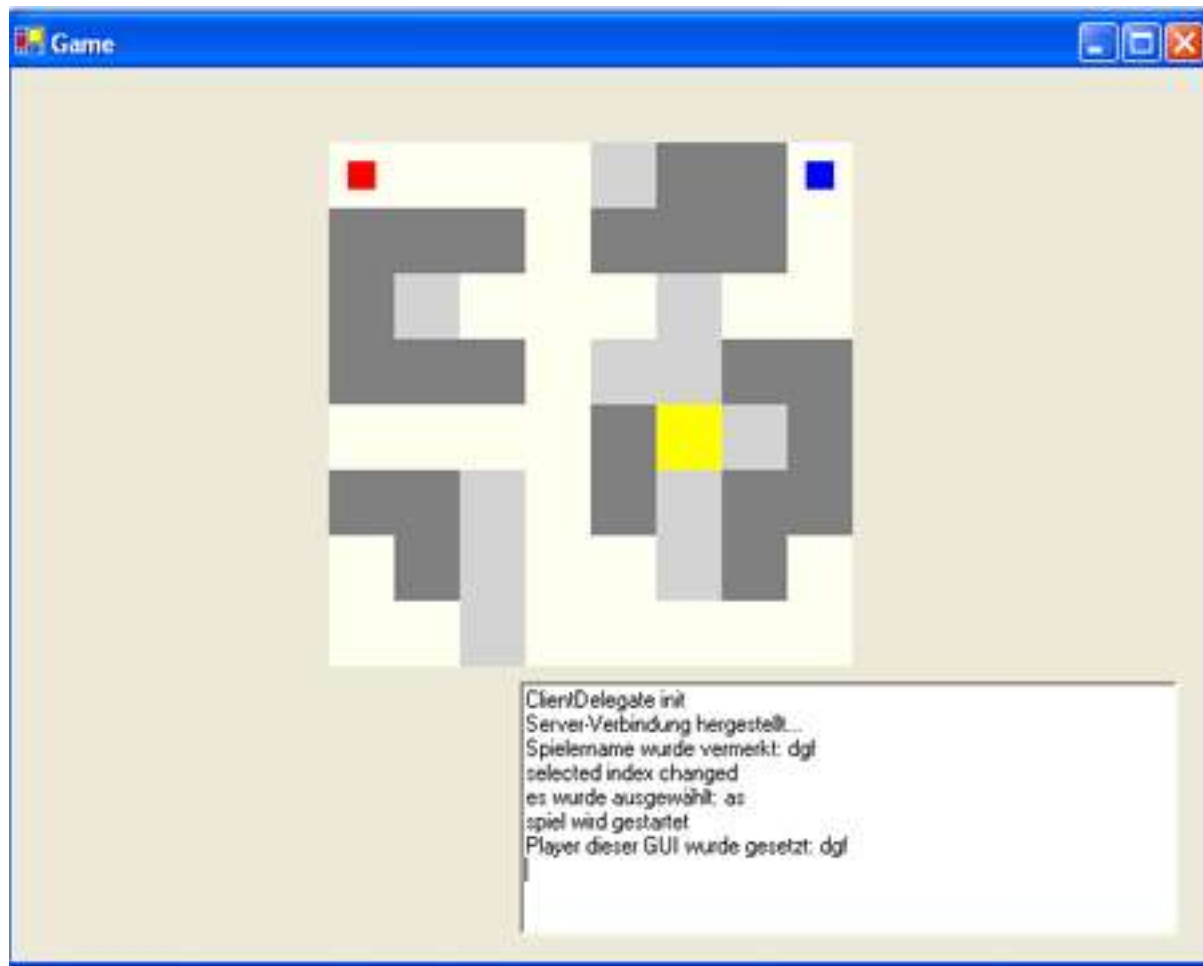 Game
ClientDelegate init
Server-Verbindung hergestellt...
Spielername wurde vermerkt: dgf
selected index changed
es wurde ausgewählt: as
spiel wird gestartet
Player dieser GUI wurde gesetzt: dgf